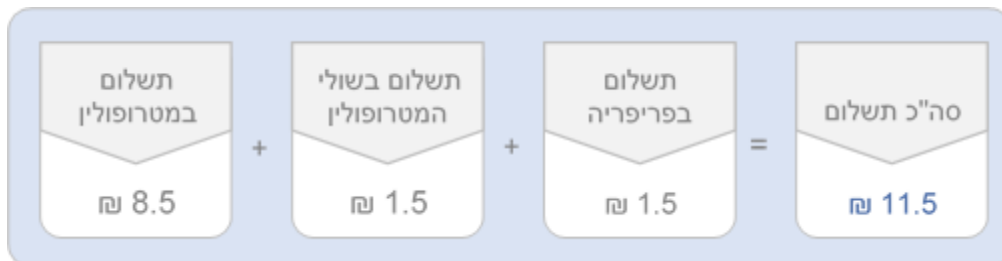 תשלום
במטרופולין
₪ 8.5
+
תשלום בשולי
המטרופולין
₪ 1.5
+
תשלום
בפריפריה
₪ 1.5
=
סה"כ תשלום
₪ 11.5